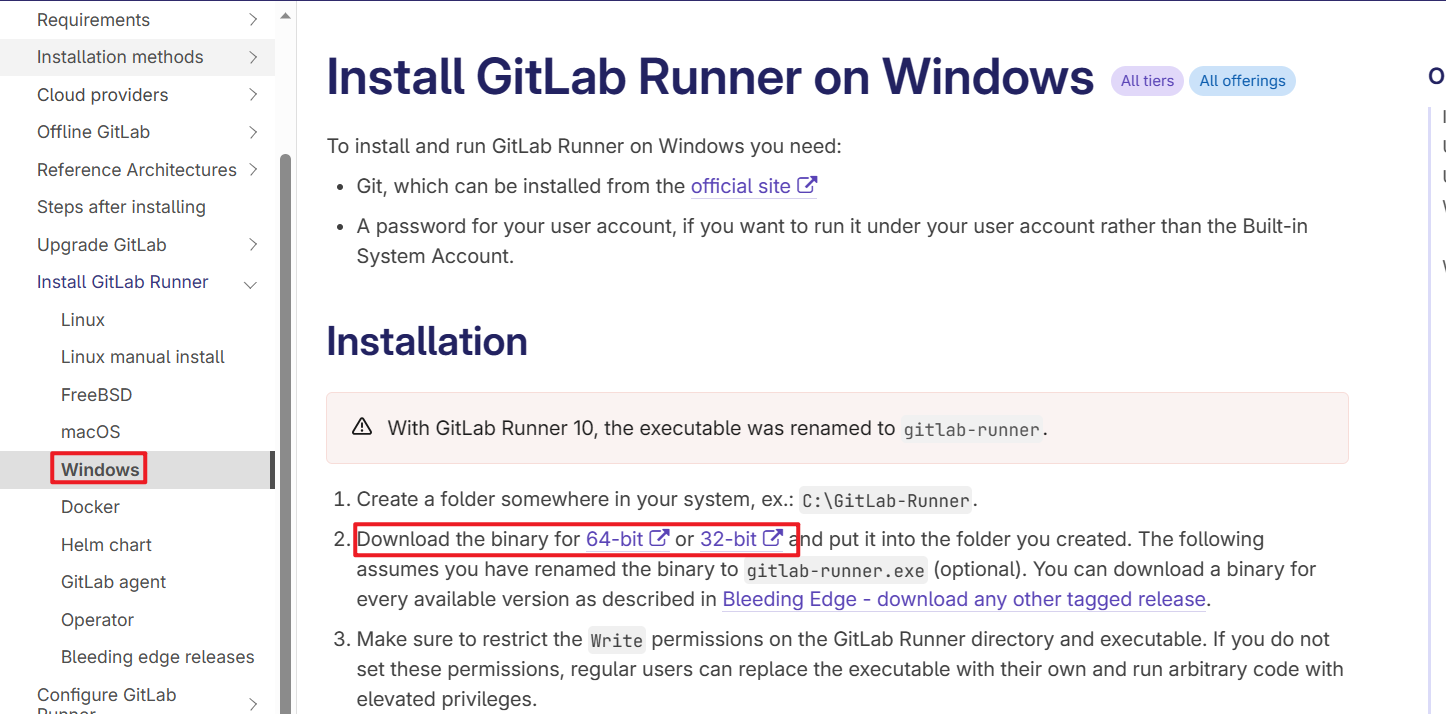 Requirements
Installation methods
Cloud providers
Offline GitLab
Reference Architectures
Steps after installing
Upgrade GitLab
Install GitLab Runner
Linux
Linux manual install
FreeBSD
macOS
Windows
Docker
Helm chart
GitLab agent
Operator
Bleeding edge releases
Configure GitLab
Runner
Install GitLab Runner on Windows All tiers All offerings
To install and run GitLab Runner on Windows you need:
• Git, which can be installed from the official site
• A password for your user account, if you want to run it under your user account rather than the Built-in
System Account.
Installation
With GitLab Runner 10, the executable was renamed to gitlab-runner.
1. Create a folder somewhere in your system, ex.: C:\GitLab-Runner.
2. Download the binary for 64-bit or 32-bit and put it into the folder you created. The following
assumes you have renamed the binary to gitlab-runner.exe (optional). You can download a binary for
every available version as described in Bleeding Edge - download any other tagged release.
3. Make sure to restrict the Write permissions on the GitLab Runner directory and executable. If you do not
set these permissions, regular users can replace the executable with their own and run arbitrary code with
elevated privileges.